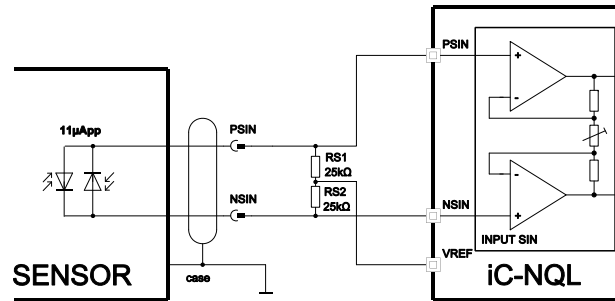 PSIN
11µApp
PSIN
RS1
25kΩ
RS2
25kΩ
NSIN
NSIN
INPUT SIN
VREF
case
SENSOR
iC-NQL
+
-
-
+